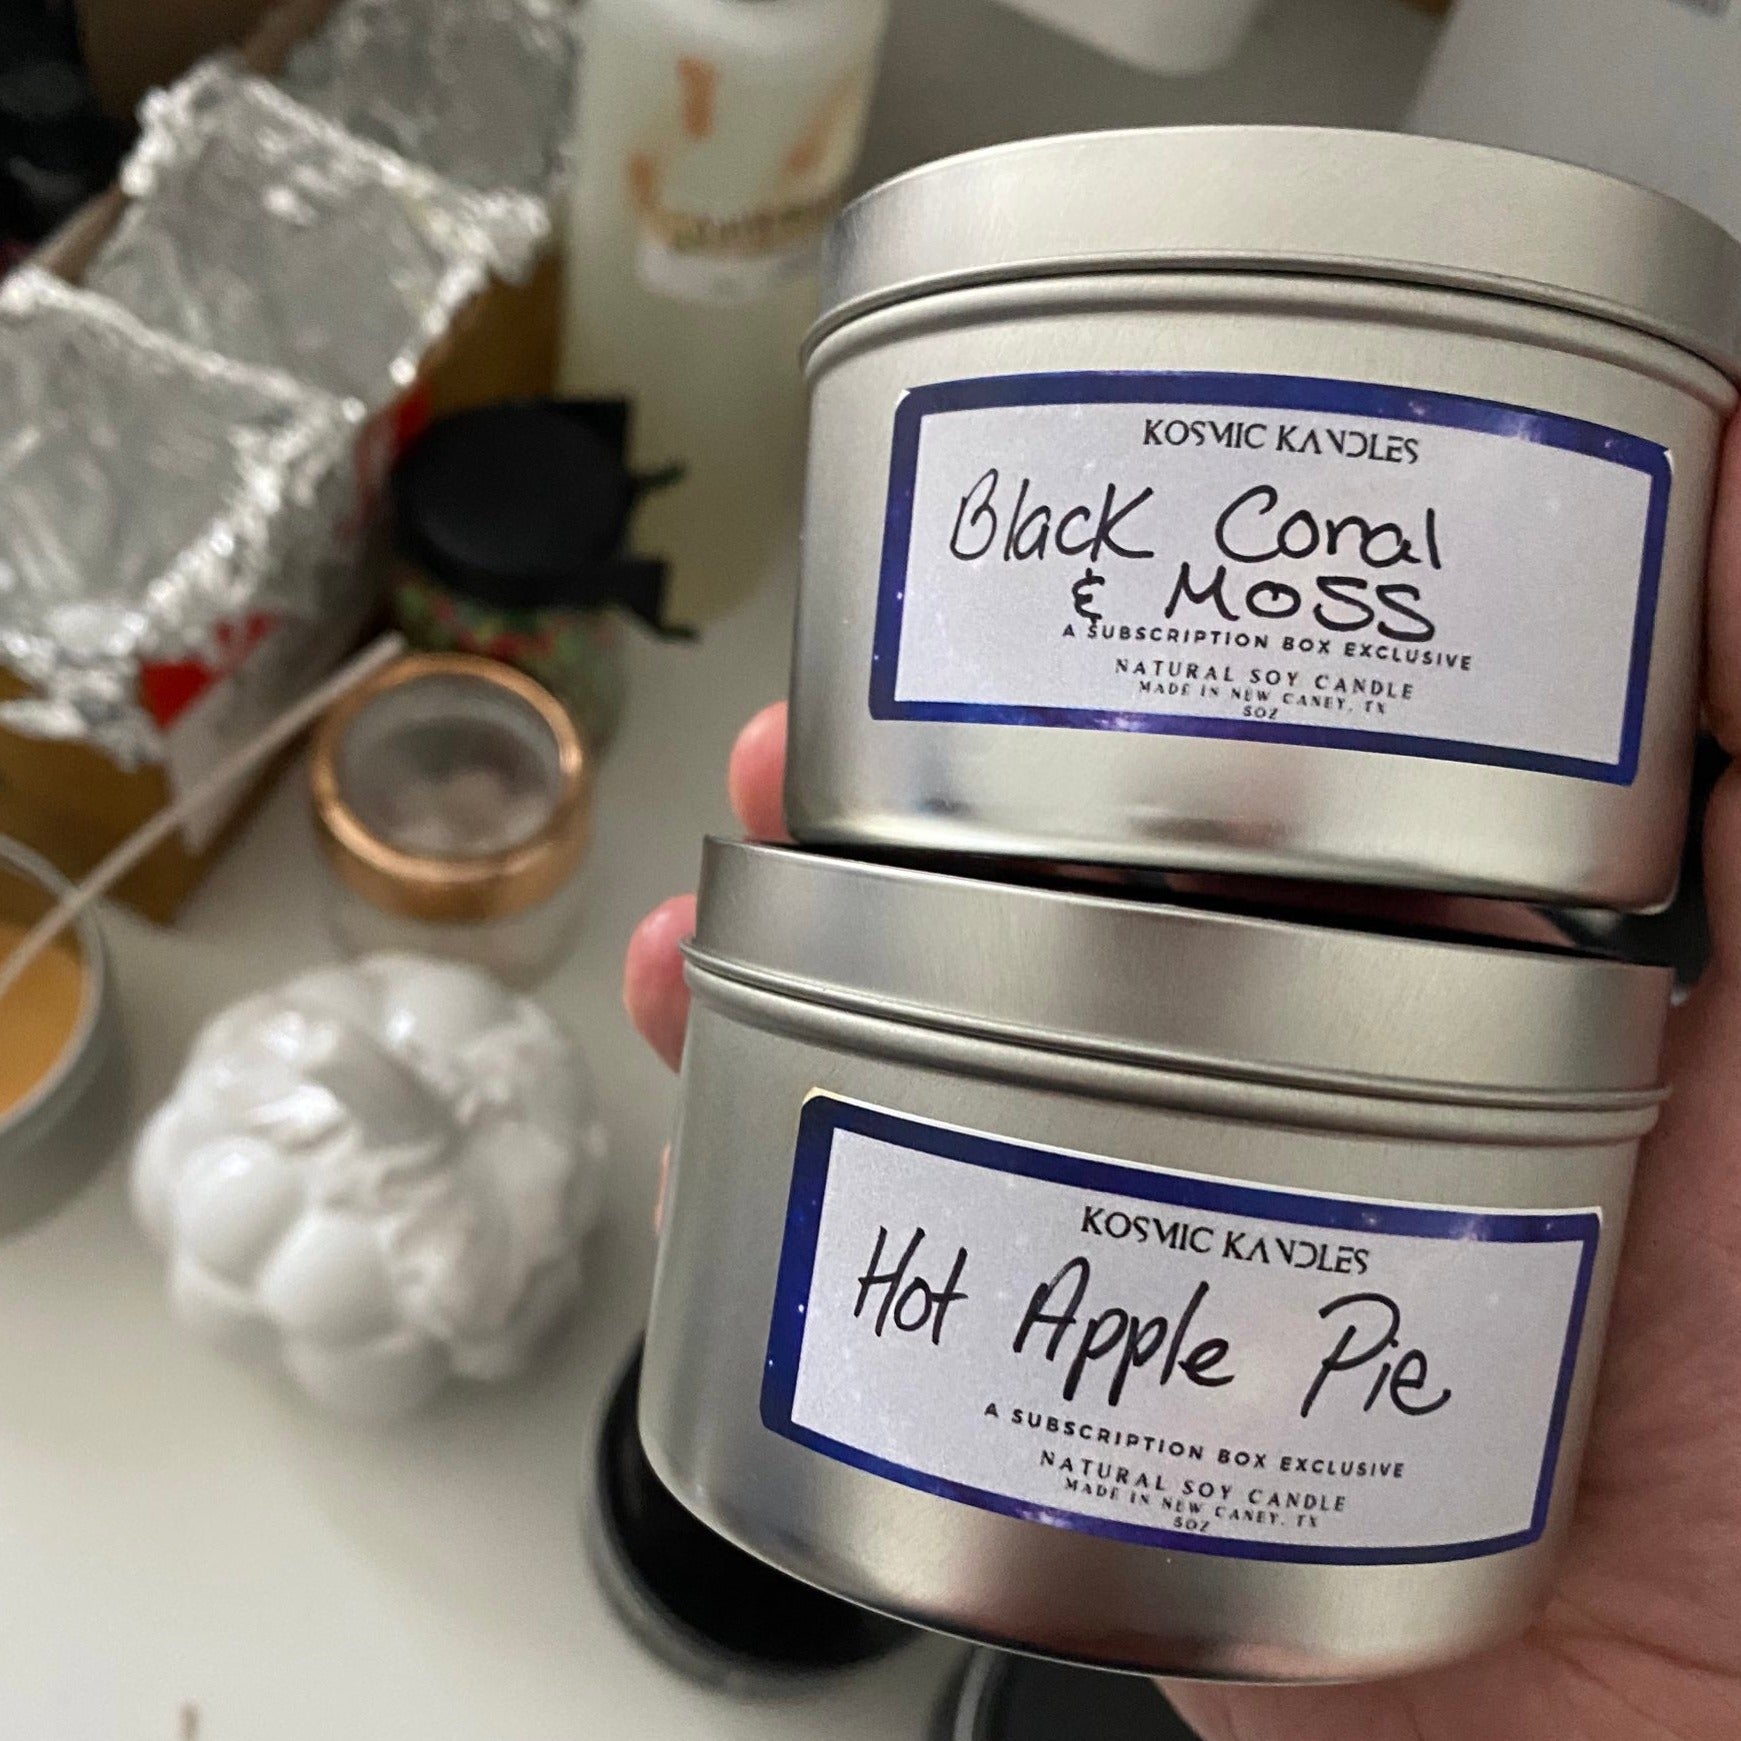 KOSMIC KANDLES
Black Coral
& Moss
A SUBSCRIPTION BOX EXCLUSIVE
NATURAL SOY CANDLE
MADE IN NEW CANEY, TX
5OZ
KOSMIC KANDLES
Hot Apple Pie
A SUBSCRIPTION BOX EXCLUSIVE
NATURAL SOY CANDLE
MADE IN NEW CANEY, TX
5OZ